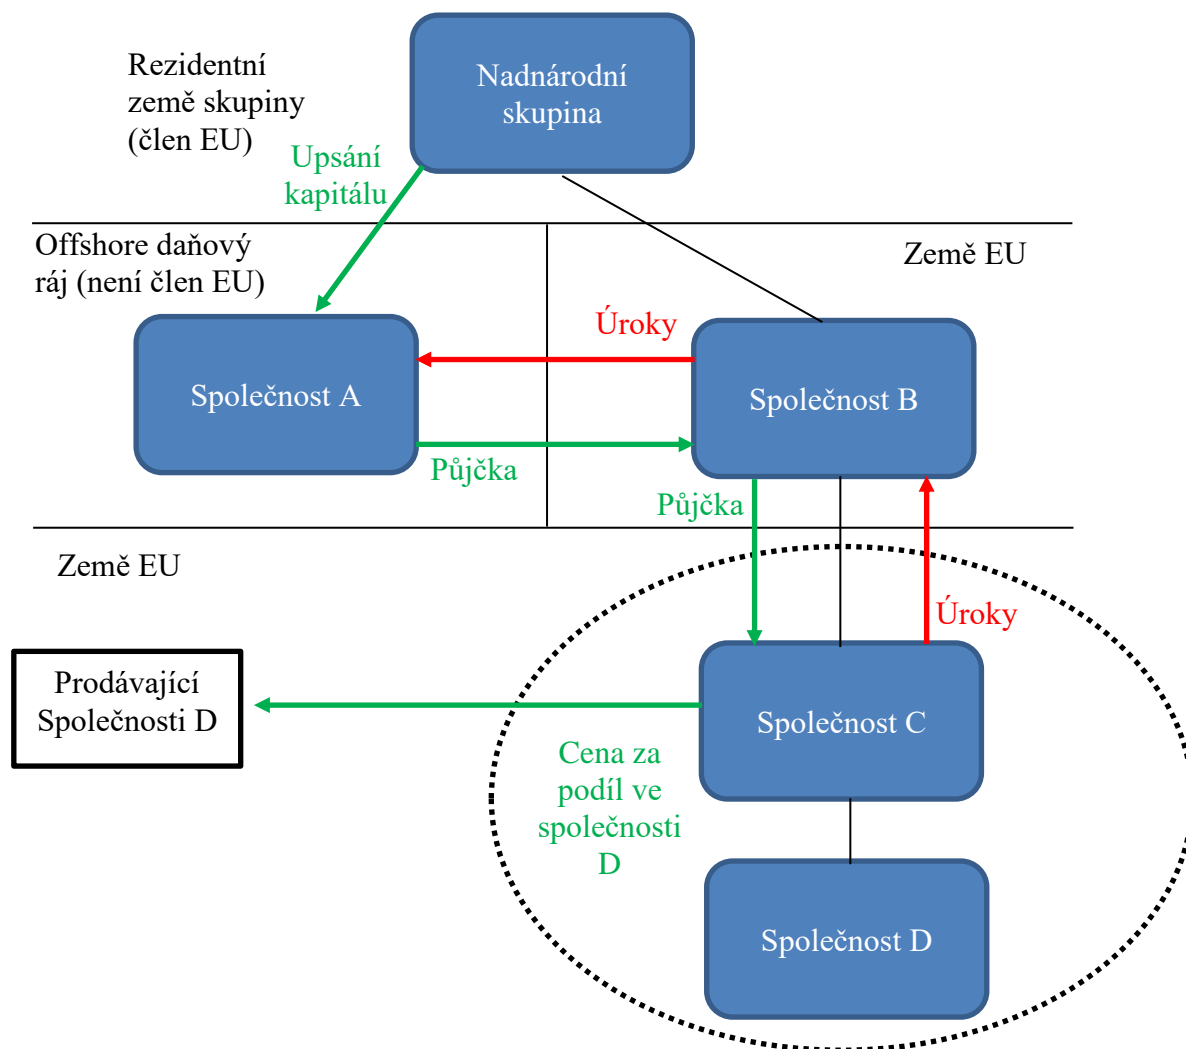 Rezidentní
země skupiny
(člen EU)
Nadnárodní
skupina
Upsání
kapitálu
Offshore daňový
ráj (není člen EU)
Země EU
Úroky
Společnost A
Společnost B
Půjčka
Půjčka
Země EU
Úroky
Prodávající
Společnosti D
Společnost C
Cena za
podíl ve
společnosti
D
Společnost D